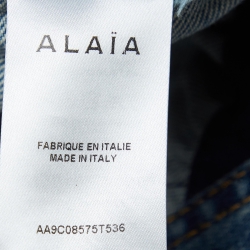 ALAÏA
FABRIQUE EN ITALIE
MADE IN ITALY
AA9C08575T536